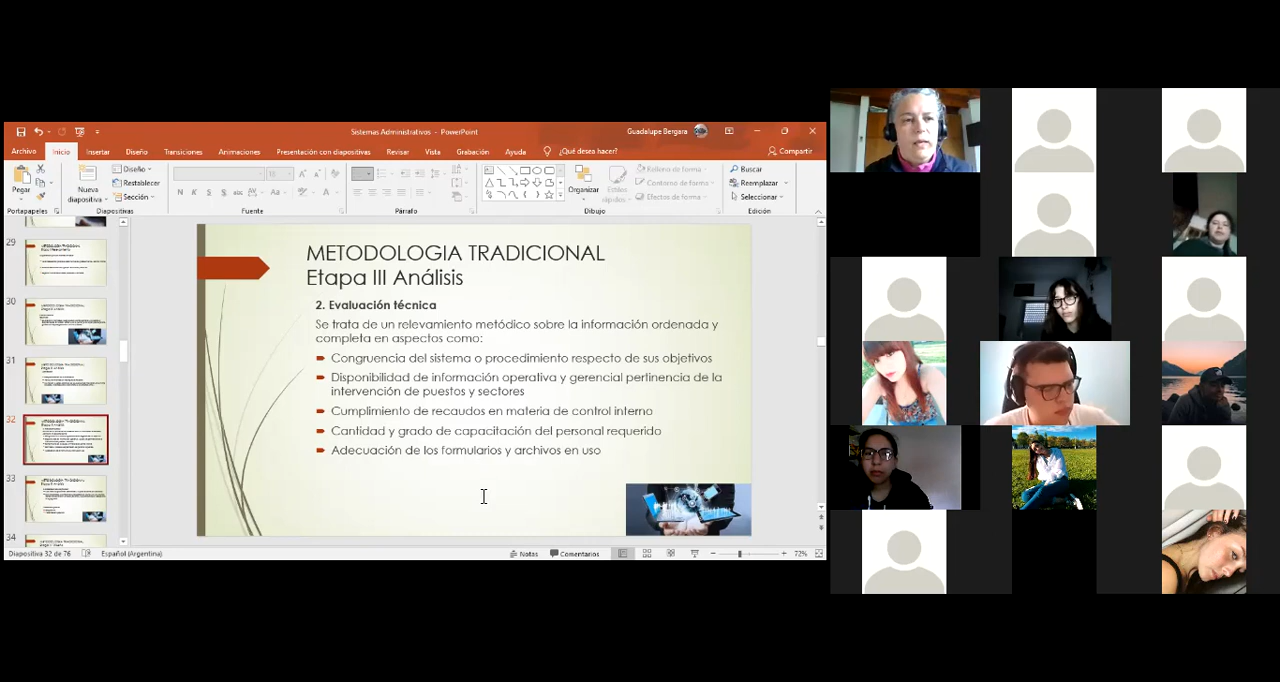 Sistemas Administrativos - PowerPoint
Guadalupe Bergara
Archivo Inicio Insertar Diseño Transiciones Animaciones Presentación con diapositivas Revisar Vista Grabación Ayuda ¿Qué desea hacer? Compartir
Pegar
Portapapeles
Nueva
diapositiva
Diseño
Restablecer
Sección
Diapositivas
N K S S abc AV Aa A
Fuente
Párrafo
Organizar
Estilos
rápidos
Relleno de forma
Contorno de forma
Efectos de forma
Dibujo
Buscar
Reemplazar
Seleccionar
Edición
29
30
31
32
33
34
METODOLOGIA TRADICIONAL
Etapa III Análisis
2. Evaluación técnica
Se trata de un relevamiento metódico sobre la información ordenada y
completa en aspectos como:
Congruencia del sistema o procedimiento respecto de sus objetivos
Disponibilidad de información operativa y gerencial pertinencia de la
intervención de puestos y sectores
Cumplimiento de recaudos en materia de control interno
Cantidad y grado de capacitación del personal requerido
Adecuación de los formularios y archivos en uso
Diapositiva 32 de 76 Español (Argentina) Notas Comentarios 72%